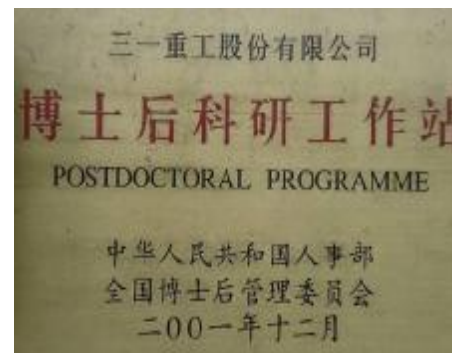 三一重工股份有限公司
博士后科研工作站
POSTDOCTORAL PROGRAMME
中华人民共和国人事部
全国博士后管理委员会
二00一年十二月